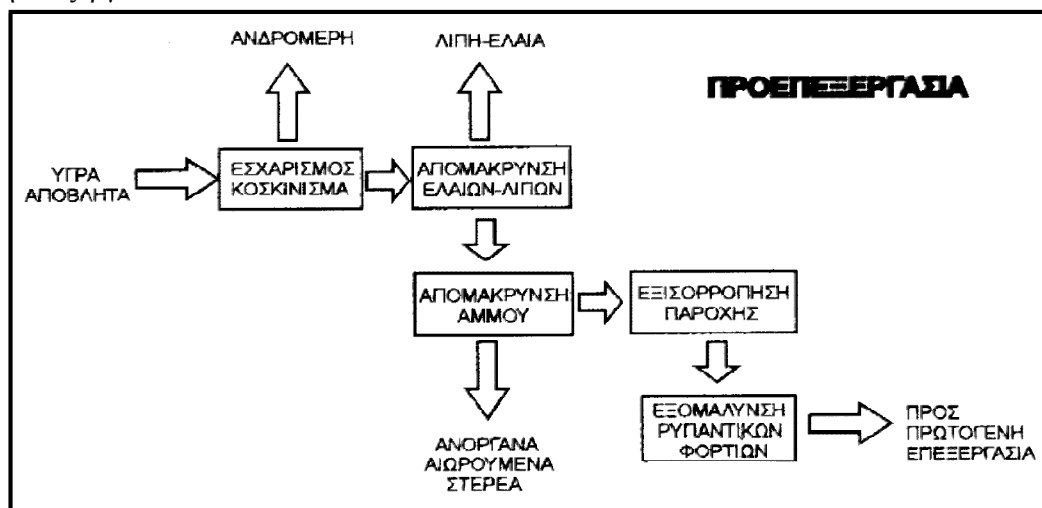 ΑΝΔΡΟΜΕΡΗ
ΛΙΠΗ-ΕΛΑΙΑ
ΠΡΟΕΠΕΞΕΡΓΑΣΙΑ
ΥΓΡΑ
ΑΠΟΒΛΗΤΑ
ΕΣΧΑΡΙΣΜΟΣ
ΚΟΣΚΙΝΙΣΜΑ
ΑΠΟΜΑΚΡΥΝΣΗ
ΕΛΑΙΩΝ-ΛΙΠΩΝ
ΑΠΟΜΑΚΡΥΝΣΗ
ΑΜΜΟΥ
ΕΞΙΣΟΡΡΟΠΗΣΗ
ΠΑΡΟΧΗΣ
ΕΞΟΜΑΛΥΝΣΗ
ΡΥΠΑΝΤΙΚΩΝ
ΦΟΡΤΙΩΝ
ΠΡΟΣ
ΠΡΩΤΟΓΕΝΗ
ΕΠΕΞΕΡΓΑΣΙΑ
ΑΝΟΡΓΑΝΑ
ΑΙΩΡΟΥΜΕΝΑ
ΣΤΕΡΕΑ